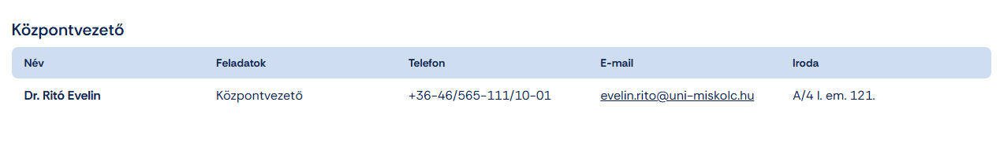 Központvezető
Név Feladatok Telefon E-mail Iroda
Dr. Ritó Evelin Központvezető +36-46/565-111/10-01 evelin.rito@uni-miskolc.hu A/4 I. em. 121.